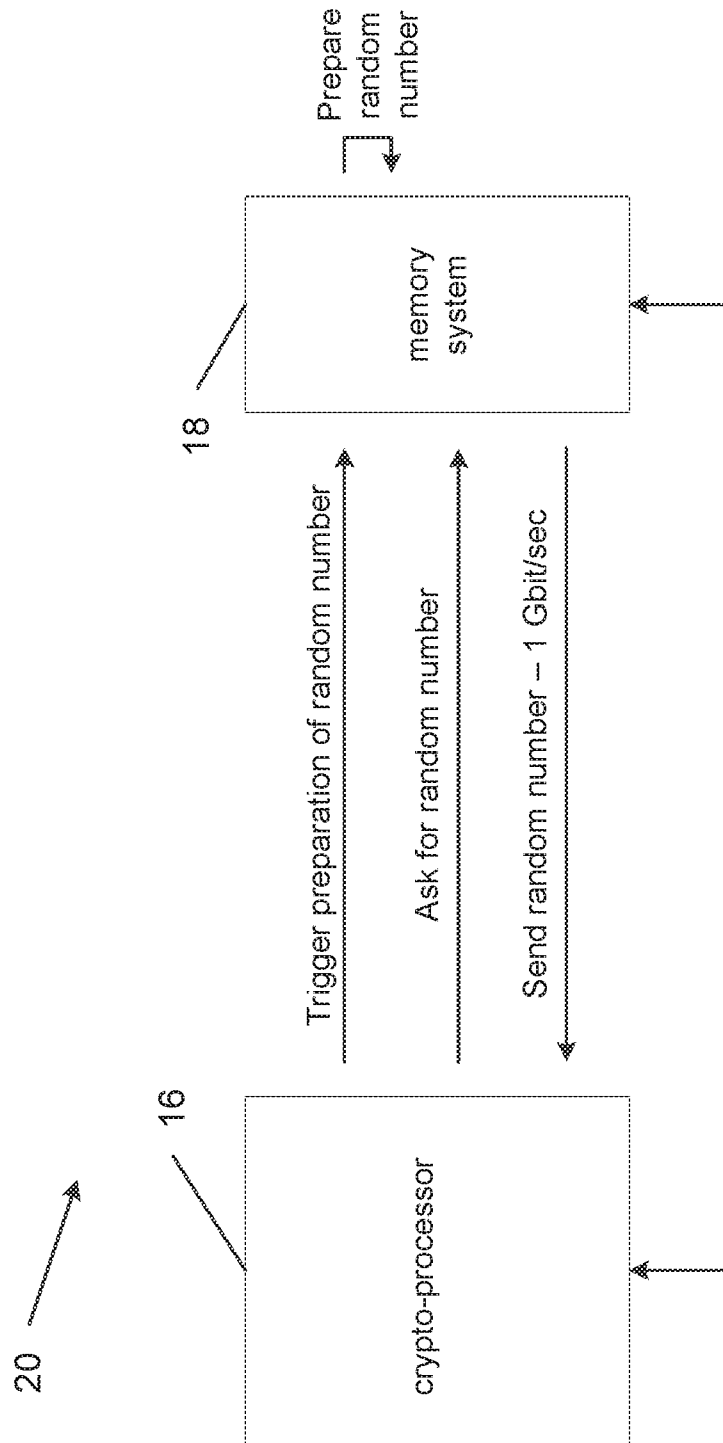 20
16
18
crypto-processor
Trigger preparation of random number
Ask for random number
Send random number – 1 Gbit/sec
memory
system
Prepare
random
number